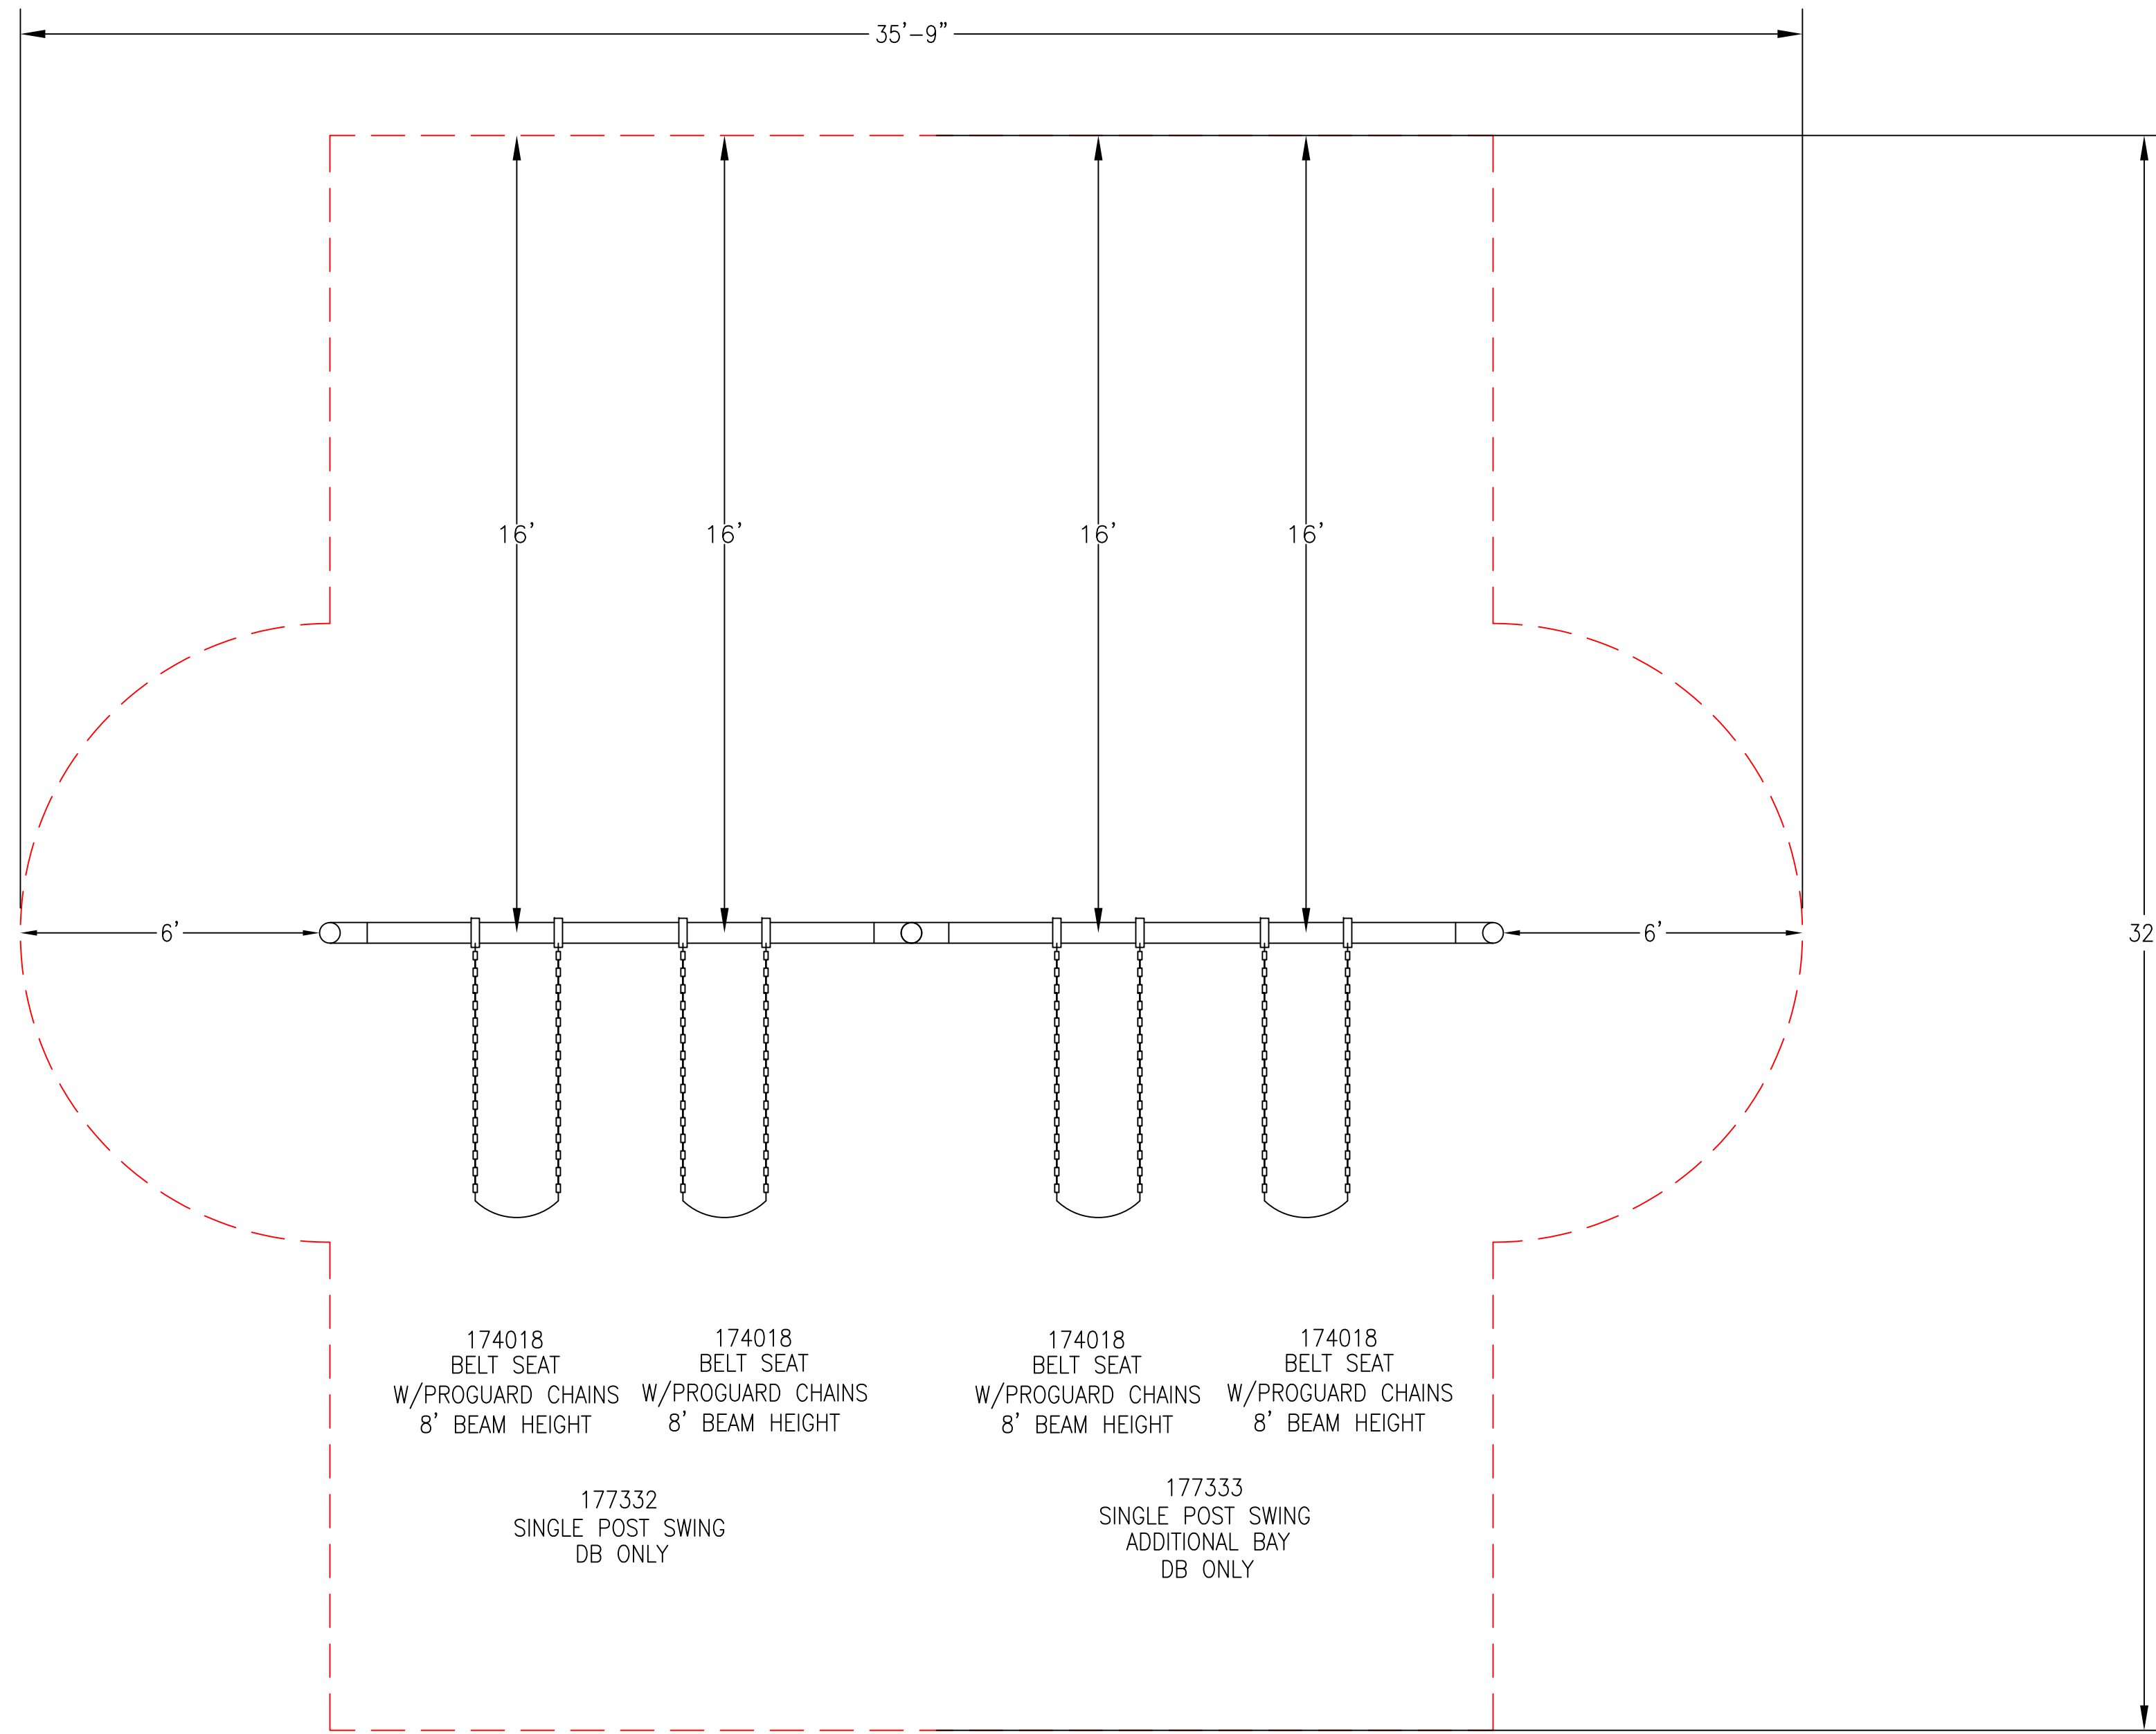 35'-9"
16'
16'
16'
16'
6'
6'
32
174018
BELT SEAT
W/PROGUARD CHAINS
8' BEAM HEIGHT
174018
BELT SEAT
W/PROGUARD CHAINS
8' BEAM HEIGHT
174018
BELT SEAT
W/PROGUARD CHAINS
8' BEAM HEIGHT
174018
BELT SEAT
W/PROGUARD CHAINS
8' BEAM HEIGHT
177332
SINGLE POST SWING
DB ONLY
177333
SINGLE POST SWING
ADDITIONAL BAY
DB ONLY